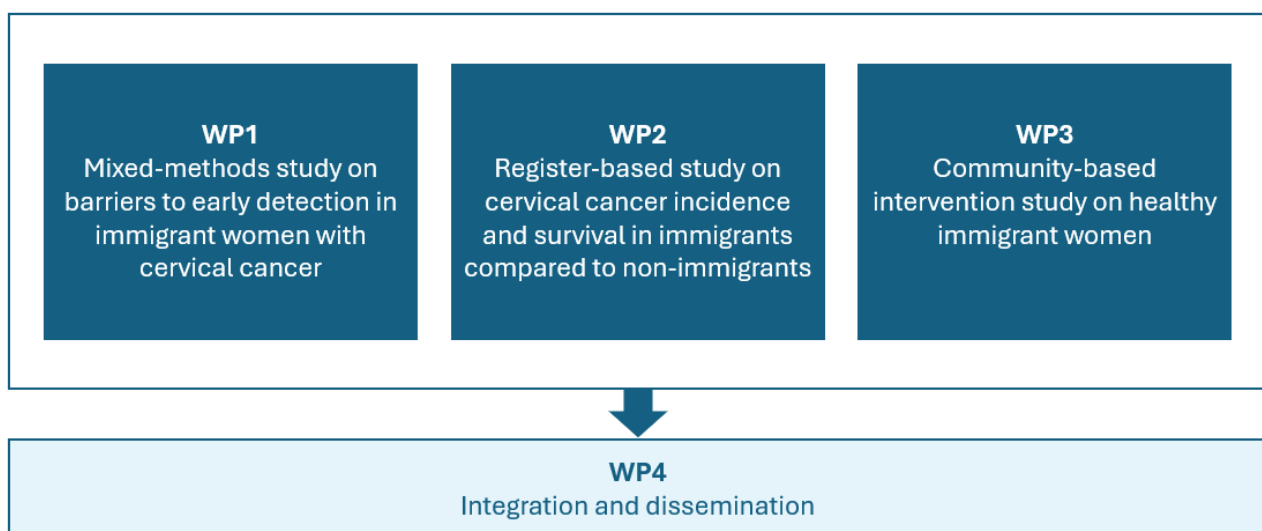 WP1
Mixed-methods study on
barriers to early detection in
immigrant women with
cervical cancer
WP2
Register-based study on
cervical cancer incidence
and survival in immigrants
compared to non-immigrants
WP3
Community-based
intervention study on healthy
immigrant women
WP4
Integration and dissemination